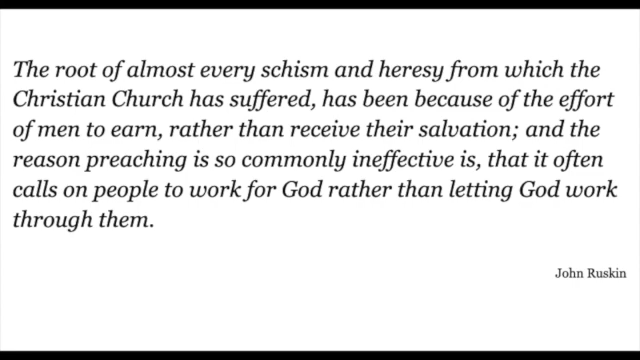 The root of almost every schism and heresy from which the
Christian Church has suffered, has been because of the effort
of men to earn, rather than receive their salvation; and the
reason preaching is so commonly ineffective is, that it often
calls on people to work for God rather than letting God work
through them.
John Ruskin